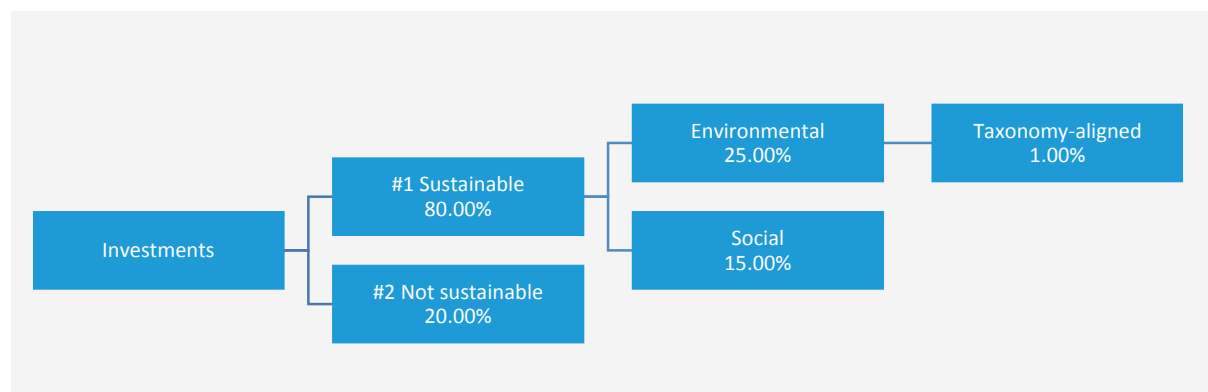 Investments
#1 Sustainable
80.00%
#2 Not sustainable
20.00%
Environmental
25.00%
Social
15.00%
Taxonomy-aligned
1.00%